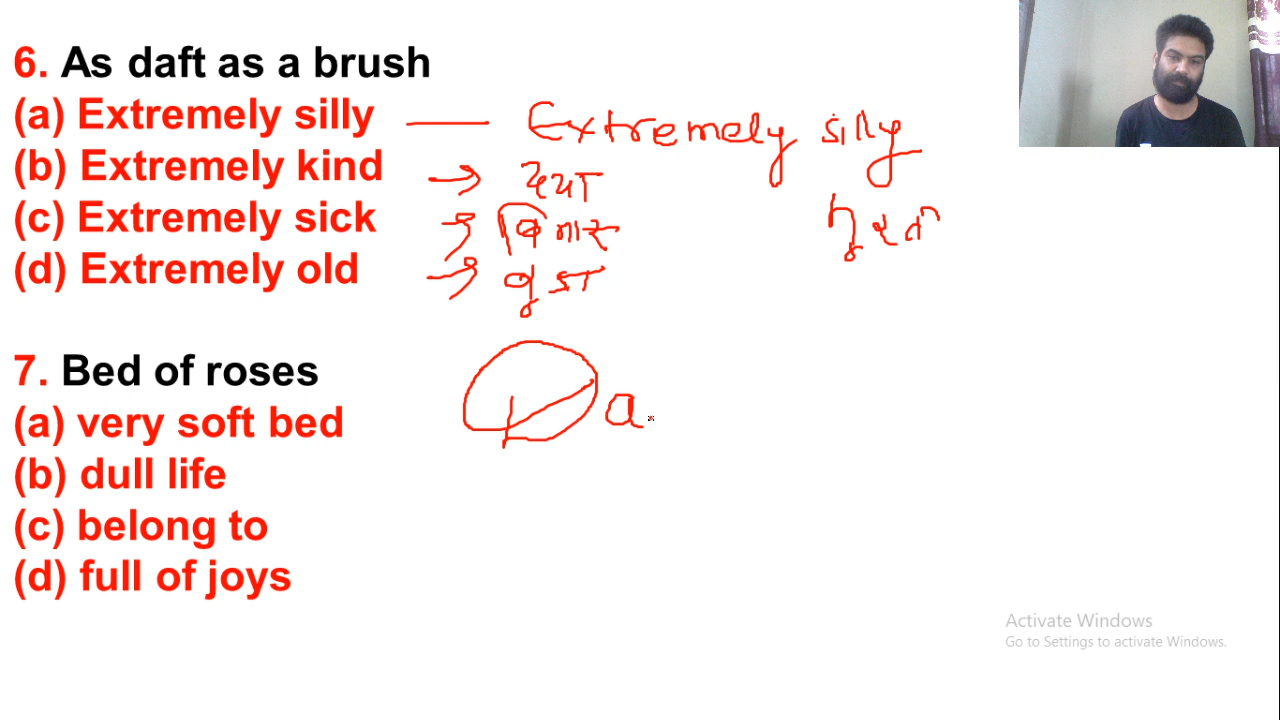 6. As daft as a brush
(a) Extremely silly — Extremely silly
(b) Extremely kind → दया
(c) Extremely sick → बिमार
(d) Extremely old →
7. Bed of roses
a.
(a) very soft bed
(b) dull life
(c) belong to
(d) full of joys
Activate Windows
Go to Settings to activate Windows.